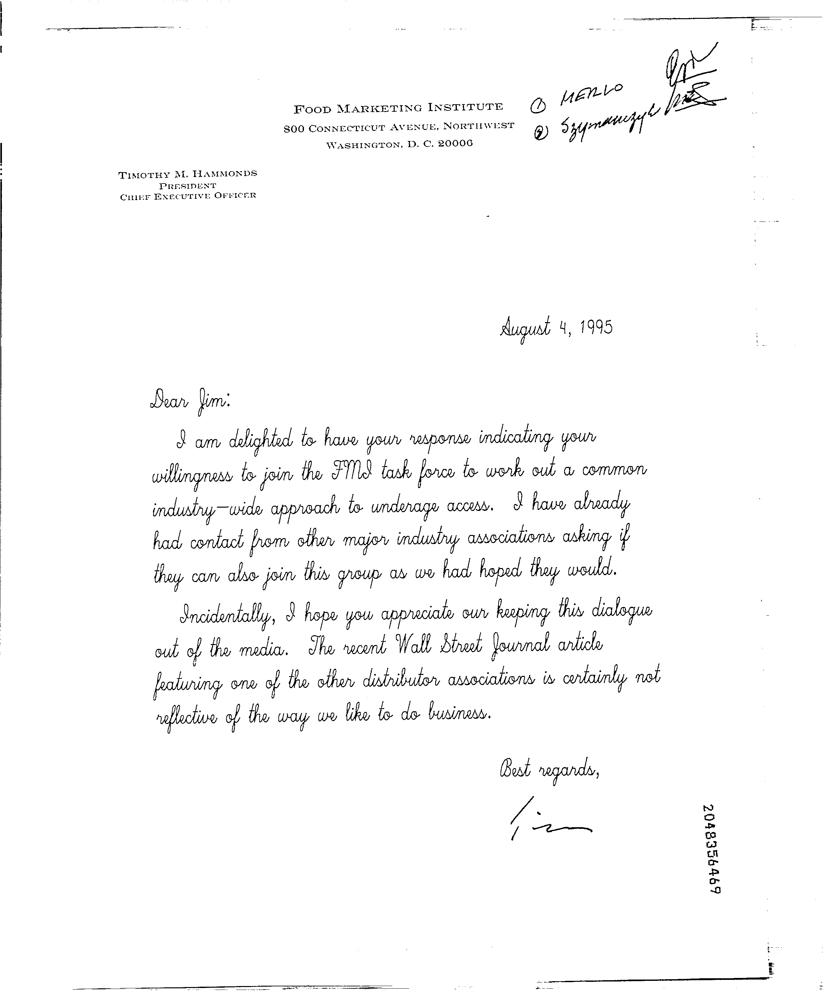 FOOD MARKETING INSTITUTE
800 CONNECTICUT AVENUE, NORTHWEST
WASHINGTON, D. C. 20006
① MERLO
② Szymanczyk
TIMOTHY M. HAMMONDS
PRESIDENT
CHIEF EXECUTIVE OFFICER
August 4, 1995
Dear Jim:
I am delighted to have your response indicating your
willingness to join the FMI task force to work out a common
industry-wide approach to underage access. I have already
had contact from other major industry associations asking if
they can also join this group as we had hoped they would.
Incidentally, I hope you appreciate our keeping this dialogue
out of the media. The recent Wall Street Journal article
featuring one of the other distributor associations is certainly not
reflective of the way we like to do business.
Best regards,
Tim
2048356469